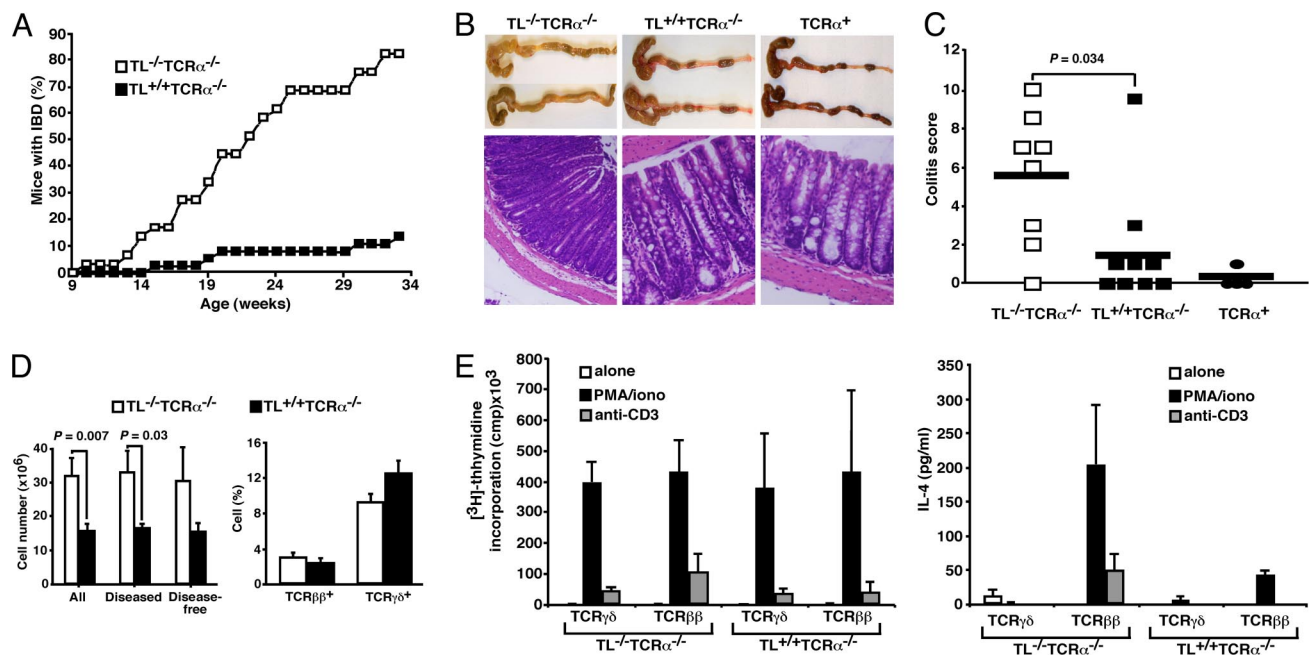 A
Mice with IBD (%)
90
80
70
60
50
40
30
20
10
0
TL-/-TCRα-/-
TL+/+TCRα-/-
9 14 19 24 29 34
Age (weeks)
B
TL-/-TCRα-/- TL+/+TCRα-/- TCRα+
C
Colitis score
12
10
8
6
4
2
0
P = 0.034
TL-/-TCRα-/- TL+/+TCRα-/- TCRα+
D
TL-/-TCRα-/- TL+/+TCRα-/-
P = 0.007 P = 0.03
Cell number (x10^6)
40
30
20
10
0
All Diseased Disease-
free
Cell (%)
16
12
8
4
0
TCRββ+ TCRγδ+
E
[3H]-thhymidine
incorporation (cmp)x10^3
800
700
600
500
400
300
200
100
0
alone
PMA/iono
anti-CD3
TCRγδ TCRββ TCRγδ TCRββ
TL-/-TCRα-/- TL+/+TCRα-/-
IL-4 (pg/ml)
350
300
250
200
150
100
50
0
alone
PMA/iono
anti-CD3
TCRγδ TCRββ TCRγδ TCRββ
TL-/-TCRα-/- TL+/+TCRα-/-